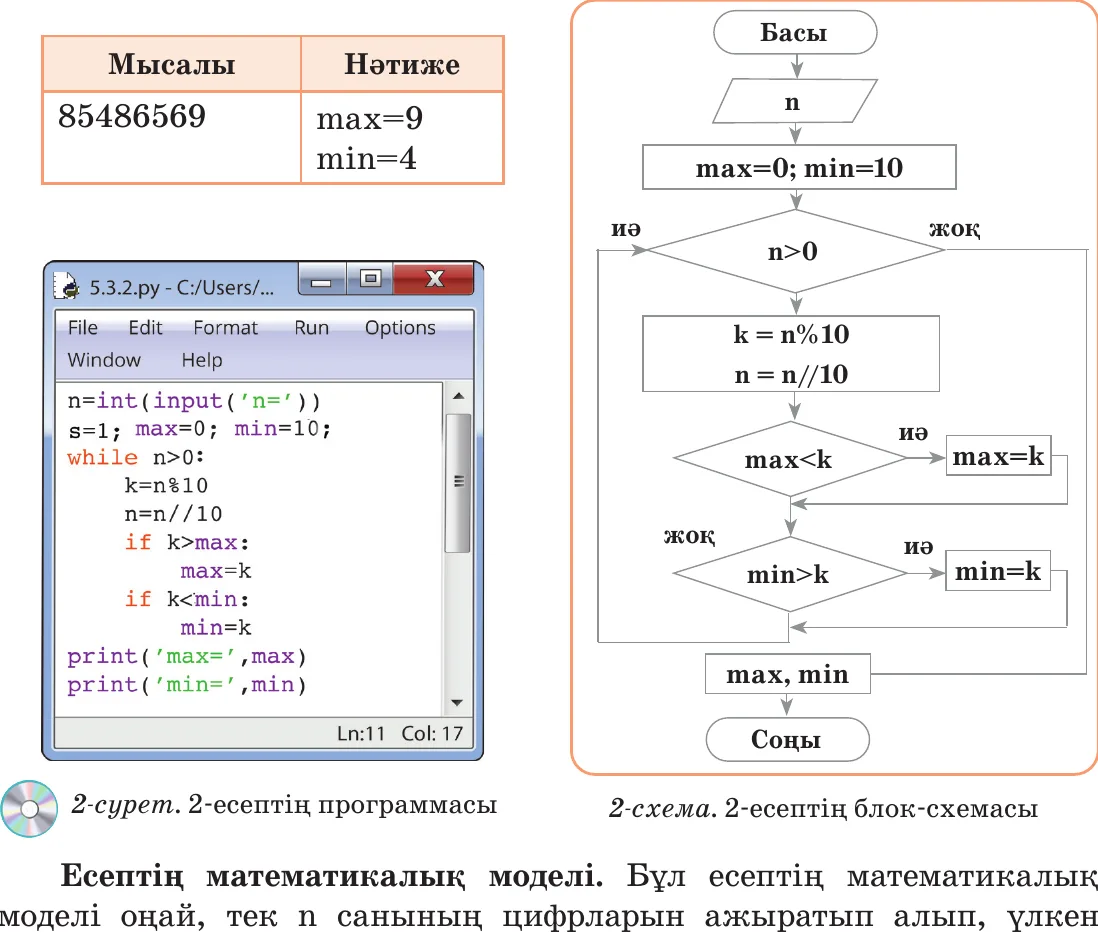 Мысалы Нәтиже
85486569 max=9
min=4
5.3.2.py - C:/Users/...
File Edit Format Run Options
Window Help
n=int(input('n='))
s=1; max=0; min=10;
while n>0:
k=n%10
n=n//10
if k>max:
max=k
if k<min:
min=k
print('max=',max)
print('min=',min)
Ln:11 Col: 17
2-сурет. 2-есептің программасы
Басы
n
max=0; min=10
иә
жоқ
n>0
k = n%10
n = n//10
иә
max<k
max=k
жоқ
иә
min>k
min=k
max, min
Соңы
2-схема. 2-есептің блок-схемасы
Есептің математикалық моделі. Бұл есептің математикалық
моделі оңай, тек n санының цифрларын ажыратып алып, үлкен